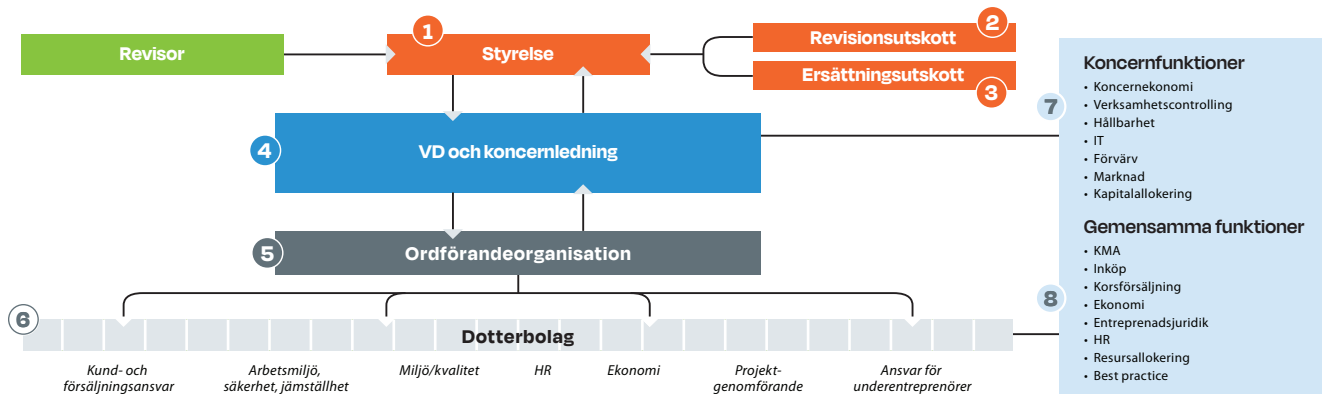 Revisor
1
Styrelse
2
Revisionsutskott
Ersättningsutskott
3
4
VD och koncernledning
5
Ordförandeorganisation
6
Dotterbolag
Kund- och
försäljningsansvar
Arbetsmiljö,
säkerhet, jämställhet
Miljö/kvalitet
HR
Ekonomi
Projekt-
genomförande
Ansvar för
underentreprenörer
7
Koncernfunktioner
• Koncernekonomi
• Verksamhetscontrolling
• Hållbarhet
• IT
• Förvärv
• Marknad
• Kapitalallokering
8
Gemensamma funktioner
• KMA
• Inköp
• Korsförsäljning
• Ekonomi
• Entreprenadsjuridik
• HR
• Resursallokering
• Best practice